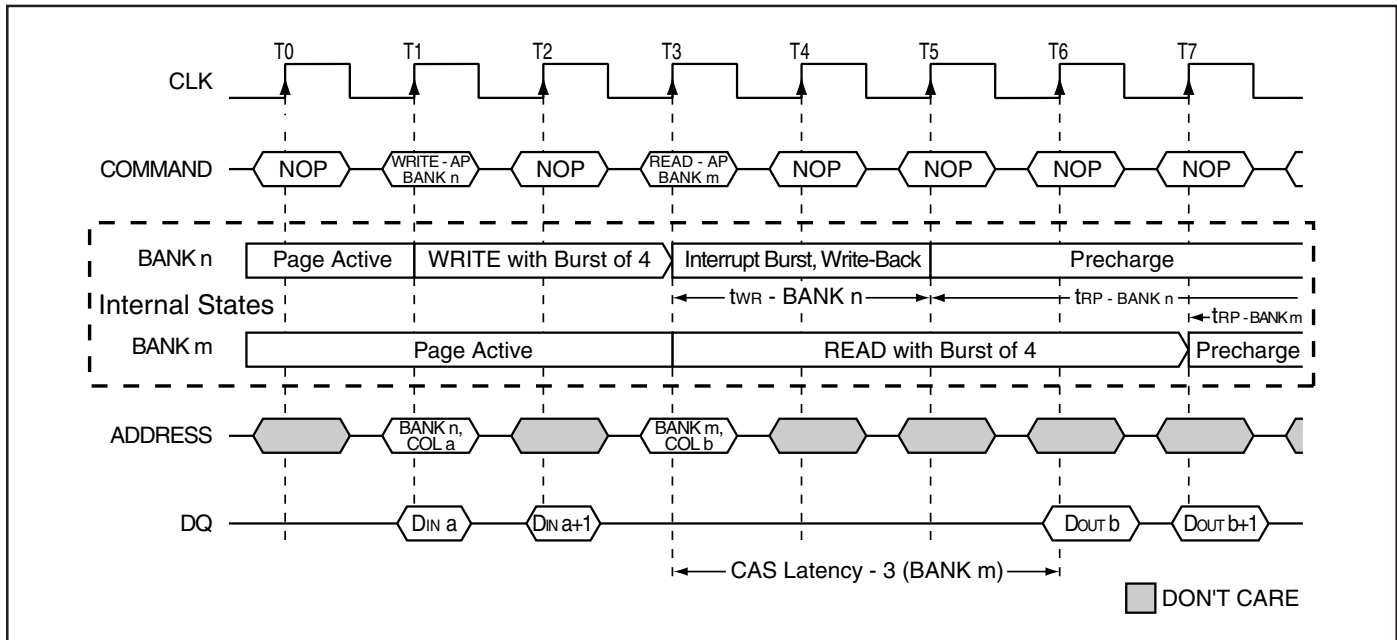 T0 T1 T2 T3 T4 T5 T6 T7
CLK
COMMAND NOP WRITE - AP BANK n NOP READ - AP BANK m NOP NOP NOP NOP
BANK n Page Active WRITE with Burst of 4 Interrupt Burst, Write-Back Precharge
Internal States tWR - BANK n tRP - BANK n
tRP - BANK m
BANK m Page Active READ with Burst of 4 Precharge
ADDRESS BANK n, COL a BANK m, COL b
DQ DIN a DIN a+1 DOUT b DOUT b+1
CAS Latency - 3 (BANK m)
DON'T CARE